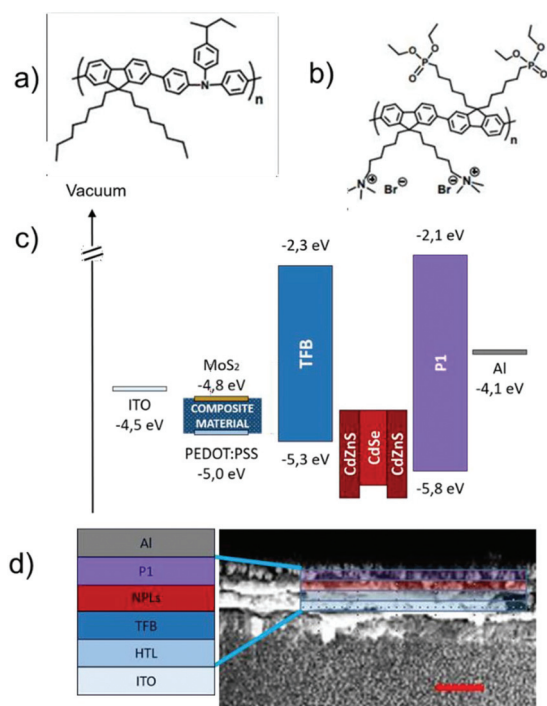 a)
N
n
b)
O
O
P
O
O
O
P
O
n
N
+
Br
-
Br
-
N
+
Vacuum
c)
-2,3 eV
-2,1 eV
MoS2
-4,8 eV
TFB
P1
Al
-4,1 eV
ITO
-4,5 eV
COMPOSITE
MATERIAL
PEDOT:PSS
-5,0 eV
-5,3 eV
CdZnS
CdSe
CdZnS
-5,8 eV
d)
Al
P1
NPLs
TFB
HTL
ITO